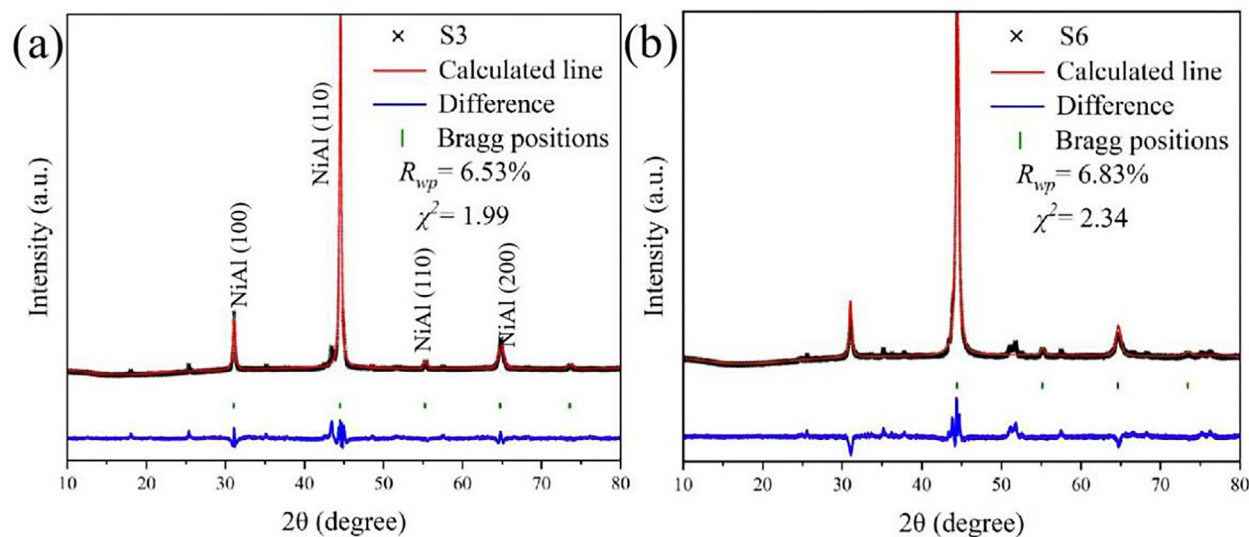 (a)
× S3
Calculated line
Difference
Bragg positions
Rwp= 6.53%
χ2= 1.99
NiAl (100)
NiAl (110)
NiAl (110)
NiAl (200)
Intensity (a.u.)
10 20 30 40 50 60 70 80
2θ (degree)
(b)
× S6
Calculated line
Difference
Bragg positions
Rwp= 6.83%
χ2= 2.34
Intensity (a.u.)
10 20 30 40 50 60 70 80
2θ (degree)